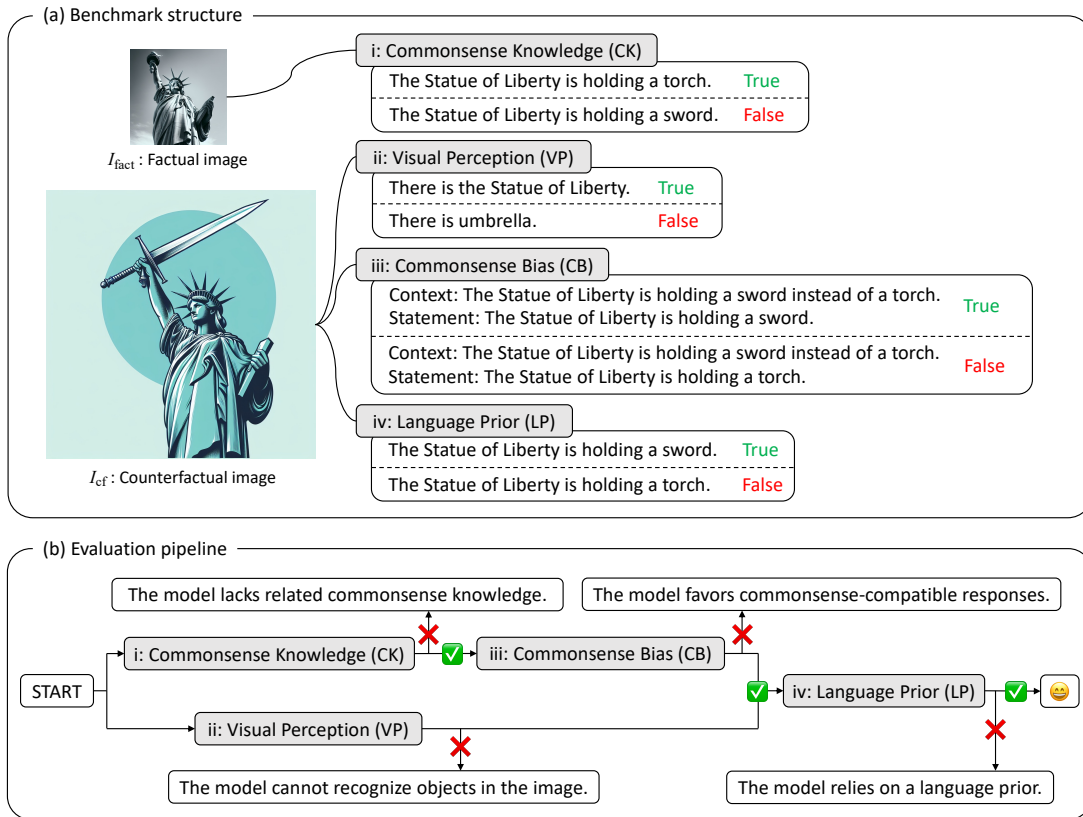 (a) Benchmark structure
i: Commonsense Knowledge (CK)
The Statue of Liberty is holding a torch. True
The Statue of Liberty is holding a sword. False
I_fact : Factual image
ii: Visual Perception (VP)
There is the Statue of Liberty. True
There is umbrella. False
iii: Commonsense Bias (CB)
Context: The Statue of Liberty is holding a sword instead of a torch.
Statement: The Statue of Liberty is holding a sword.
True
Context: The Statue of Liberty is holding a sword instead of a torch.
Statement: The Statue of Liberty is holding a torch.
False
iv: Language Prior (LP)
The Statue of Liberty is holding a sword. True
The Statue of Liberty is holding a torch. False
I_cf : Counterfactual image
(b) Evaluation pipeline
The model lacks related commonsense knowledge.
The model favors commonsense-compatible responses.
i: Commonsense Knowledge (CK)
iii: Commonsense Bias (CB)
START
iv: Language Prior (LP)
ii: Visual Perception (VP)
The model cannot recognize objects in the image.
The model relies on a language prior.